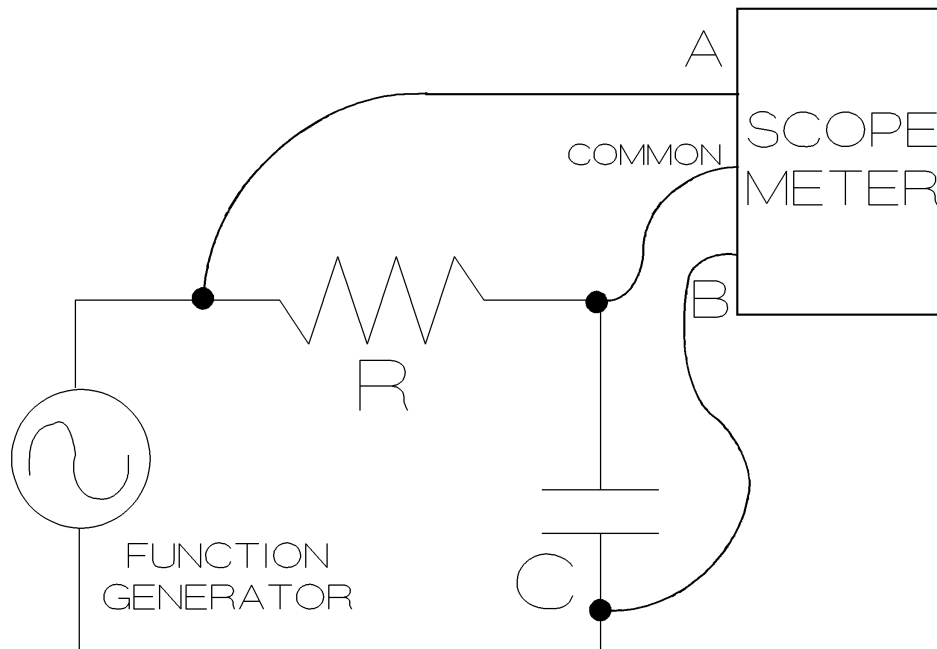 A
SCOPE
METER
COMMON
B
R
C
FUNCTION
GENERATOR